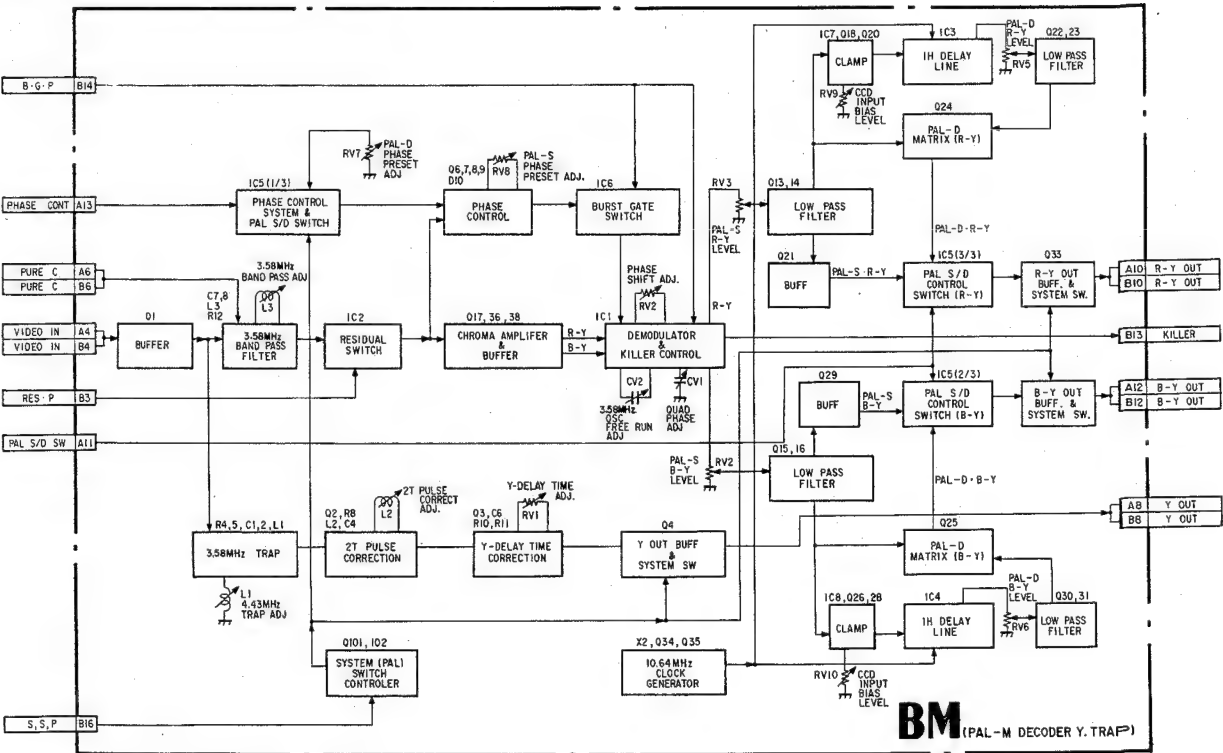 B·G·P B14
PHASE CONT A13
PURE C A6
PURE C B6
VIDEO IN A4
VIDEO IN B4
RES·P B3
PAL S/D SW A11
S,S,P B16
RV7
PAL-D
PHASE
PRESET
ADJ
IC5(1/3)
PHASE CONTROL
SYSTEM &
PAL S/D SWITCH
Q6,7,8,9
D10
RV8
PAL-S
PHASE
PRESET ADJ.
PHASE
CONTROL
IC6
BURST GATE
SWITCH
Q1
BUFFER
C7,8
L3
R12
3.58MHz
BAND PASS ADJ
L3
3.58MHz
BAND PASS
FILTER
IC2
RESIDUAL
SWITCH
Q17, 36, 38
CHROMA AMPLIFER
&
BUFFER
R-Y
B-Y
PHASE
SHIFT ADJ.
RV2
IC1
DEMODULATOR
&
KILLER CONTROL
CV2
3.58MHz
OSC
FREE RUN
ADJ
CV1
QUAD
PHASE
ADJ
R-Y
RV3
PAL-S
R-Y
LEVEL
PAL-S
B-Y
LEVEL
RV2
IC7, Q18, Q20
CLAMP
RV9
CCD
INPUT
BIAS
LEVEL
IC3
1H DELAY
LINE
PAL-D
R-Y
LEVEL
RV5
Q22, 23
LOW PASS
FILTER
Q24
PAL-D
MATRIX (R-Y)
Q13, 14
LOW PASS
FILTER
PAL-D·R-Y
Q21
BUFF
PAL-S·R-Y
IC5(3/3)
PAL S/D
CONTROL
SWITCH (R-Y)
Q33
R-Y OUT
BUFF. &
SYSTEM SW.
A10 R-Y OUT
B10 R-Y OUT
B13 KILLER
Q29
BUFF
PAL-S
B-Y
IC5(2/3)
PAL S/D
CONTROL
SWITCH (B-Y)
B-Y OUT
BUFF. &
SYSTEM SW.
A12 B-Y OUT
B12 B-Y OUT
Q15, 16
LOW PASS
FILTER
PAL-D·B-Y
A8 Y OUT
B8 Y OUT
R4,5, C1,2, L1
3.58MHz TRAP
L1
4.43MHz
TRAP ADJ
Q2, R8
L2, C4
2T PULSE
CORRECT
ADJ.
L2
2T PULSE
CORRECTION
Q3, C6
R10, R11
Y-DELAY TIME
ADJ.
RV1
Y-DELAY TIME
CORRECTION
Q4
Y OUT BUFF
&
SYSTEM SW
Q25
PAL-D
MATRIX (B-Y)
Q101, 102
SYSTEM (PAL)
SWITCH
CONTROLER
X2, Q34, Q35
10.64MHz
CLOCK
GENERATOR
IC8, Q26, 28
CLAMP
RV10
CCD
INPUT
BIAS
LEVEL
IC4
1H DELAY
LINE
PAL-D
B-Y
LEVEL
RV6
Q30, 31
LOW PASS
FILTER
BM (PAL-M DECODER Y. TRAP)